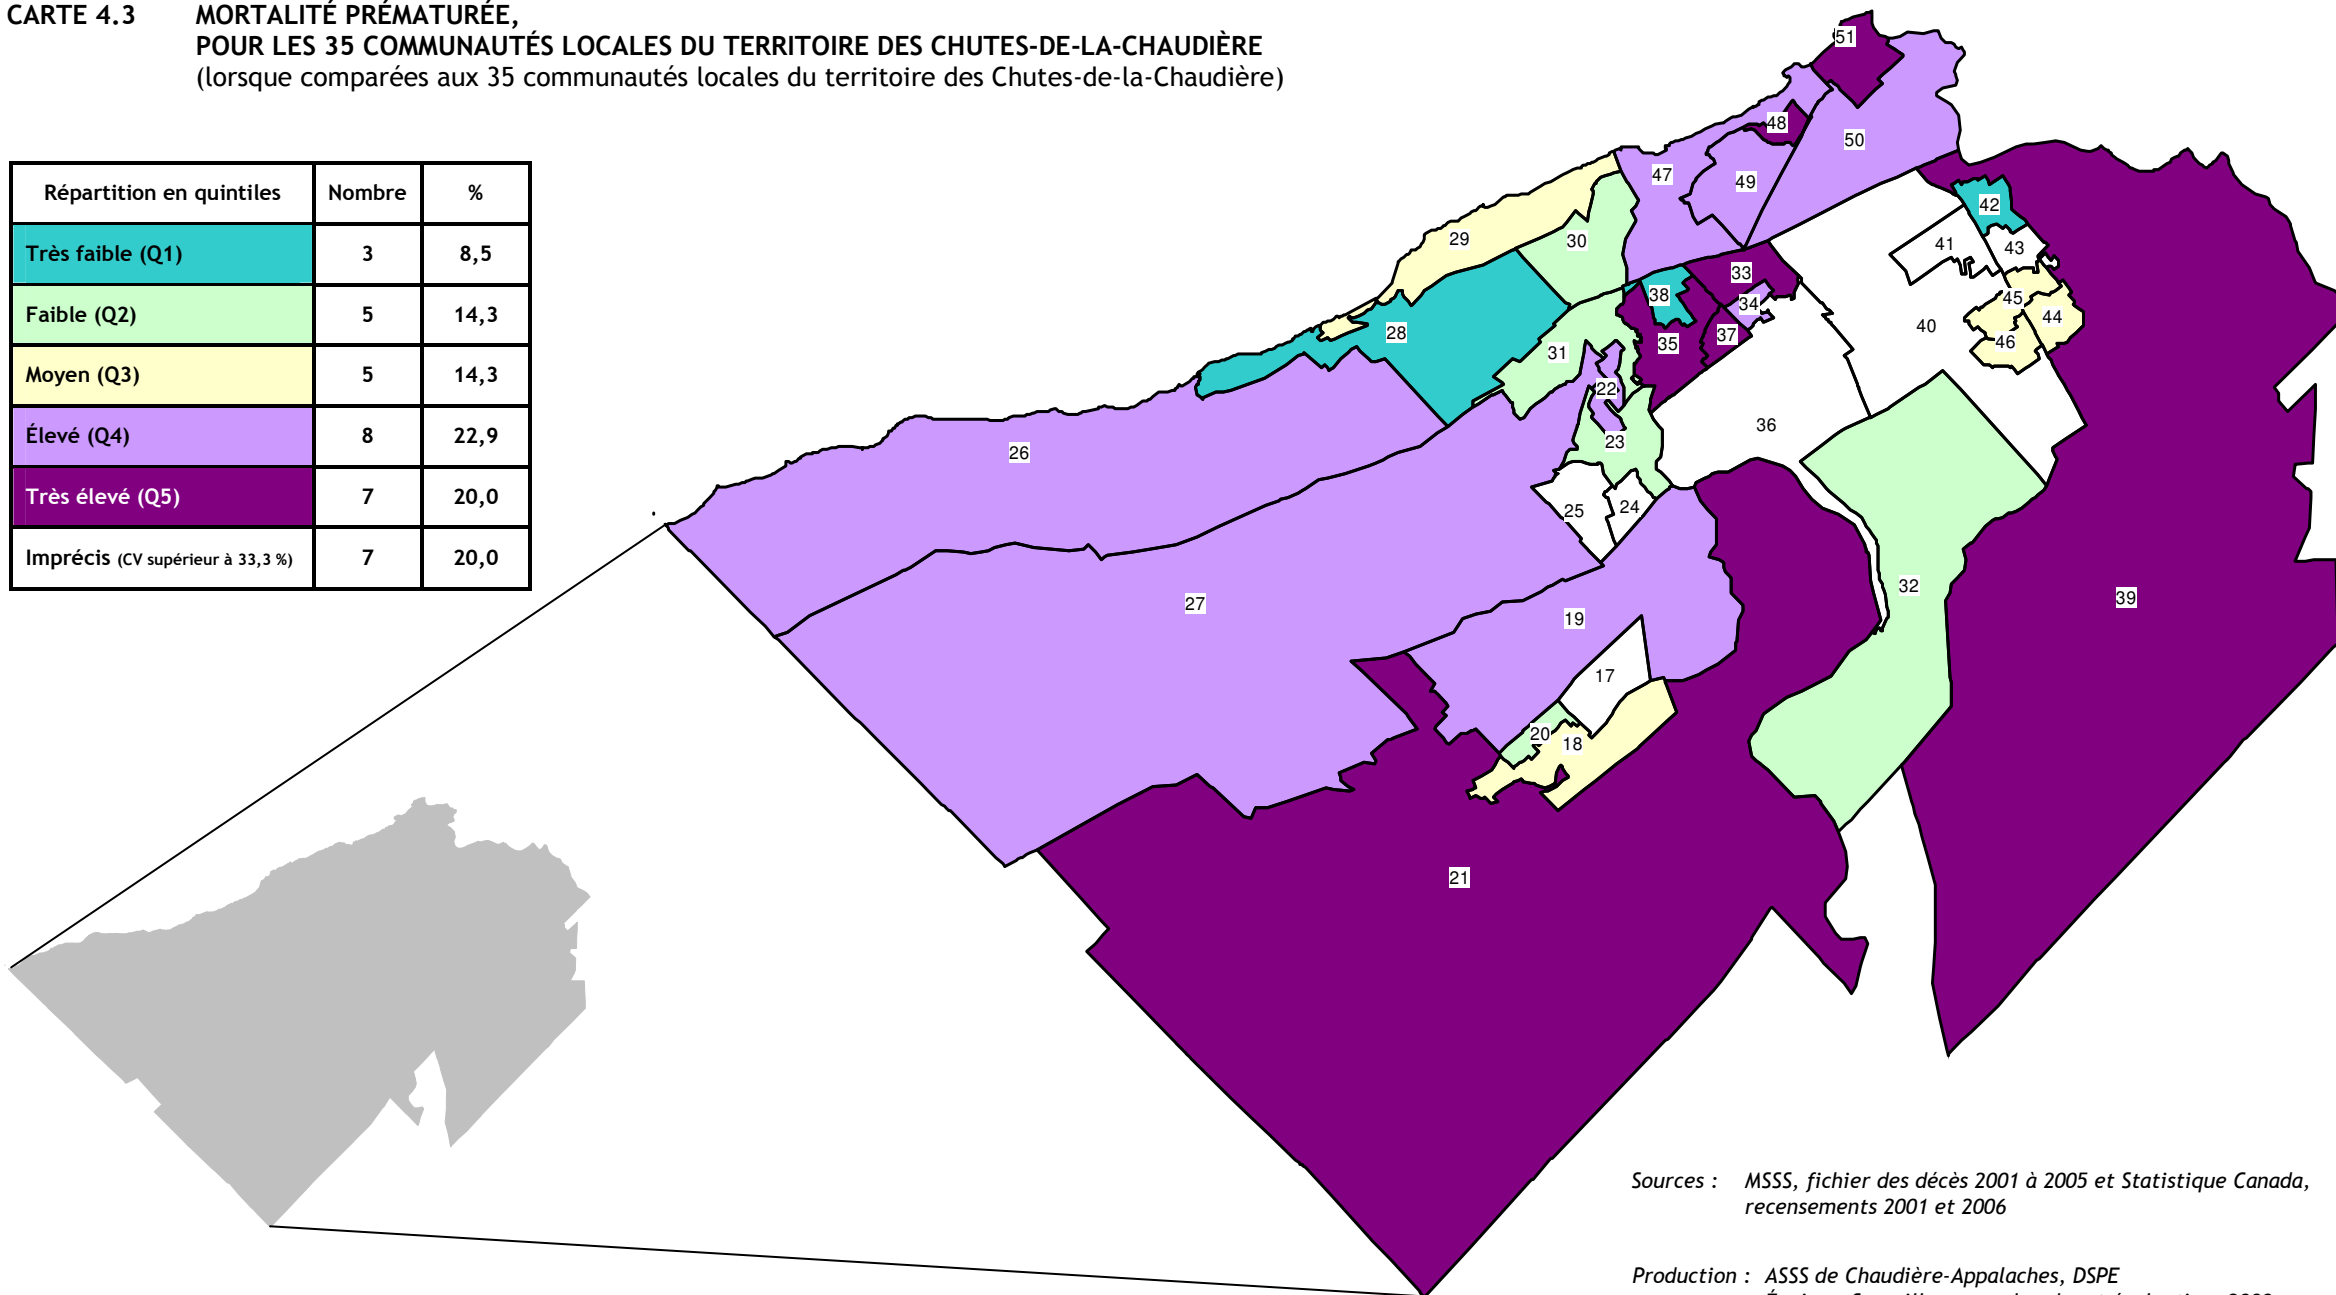 CARTE 4.3 MORTALITÉ PRÉMATURÉE,
POUR LES 35 COMMUNAUTÉS LOCALES DU TERRITOIRE DES CHUTES-DE-LA-CHAUDIÈRE
(lorsque comparées aux 35 communautés locales du territoire des Chutes-de-la-Chaudière)
Répartition en quintiles Nombre %
Très faible (Q1) 3 8,5
Faible (Q2) 5 14,3
Moyen (Q3) 5 14,3
Élevé (Q4) 8 22,9
Très élevé (Q5) 7 20,0
Imprécis (CV supérieur à 33,3 %) 7 20,0
51
48
50
47
49
42
29
30
41
43
33
38
34
45
28
40
44
31
35
37
46
22
36
26
23
25
24
32
27
39
19
17
20
18
21
Sources : MSSS, fichier des décès 2001 à 2005 et Statistique Canada,
recensements 2001 et 2006
Production : ASSS de Chaudière-Appalaches, DSPE